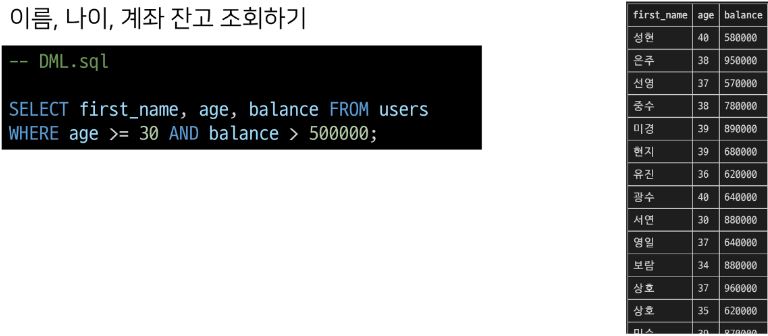 이름, 나이, 계좌 잔고 조회하기
-- DML.sql
SELECT first_name, age, balance FROM users
WHERE age >= 30 AND balance > 500000;
first_name age balance
성현 40 580000
은주 38 950000
선영 37 570000
중수 38 780000
미경 39 890000
현지 39 680000
유진 36 620000
광수 40 640000
서연 30 880000
영일 37 640000
보람 34 880000
상호 37 960000
상호 35 620000
39 870000